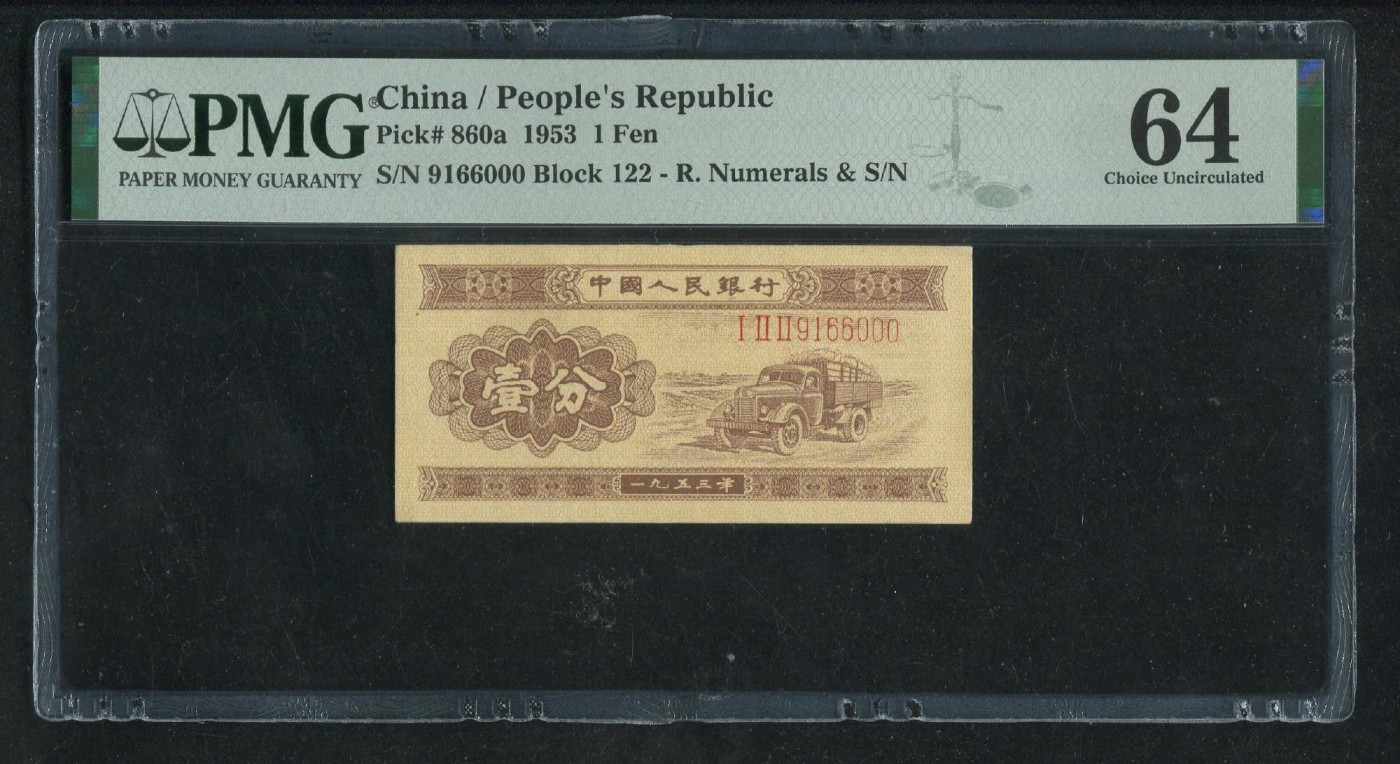 PMG®
PAPER MONEY GUARANTY
China / People's Republic
Pick# 860a 1953 1 Fen
S/N 9166000 Block 122 - R. Numerals & S/N
64
Choice Uncirculated
中國人民銀行
I II II 9166000
壹分
一九五三年